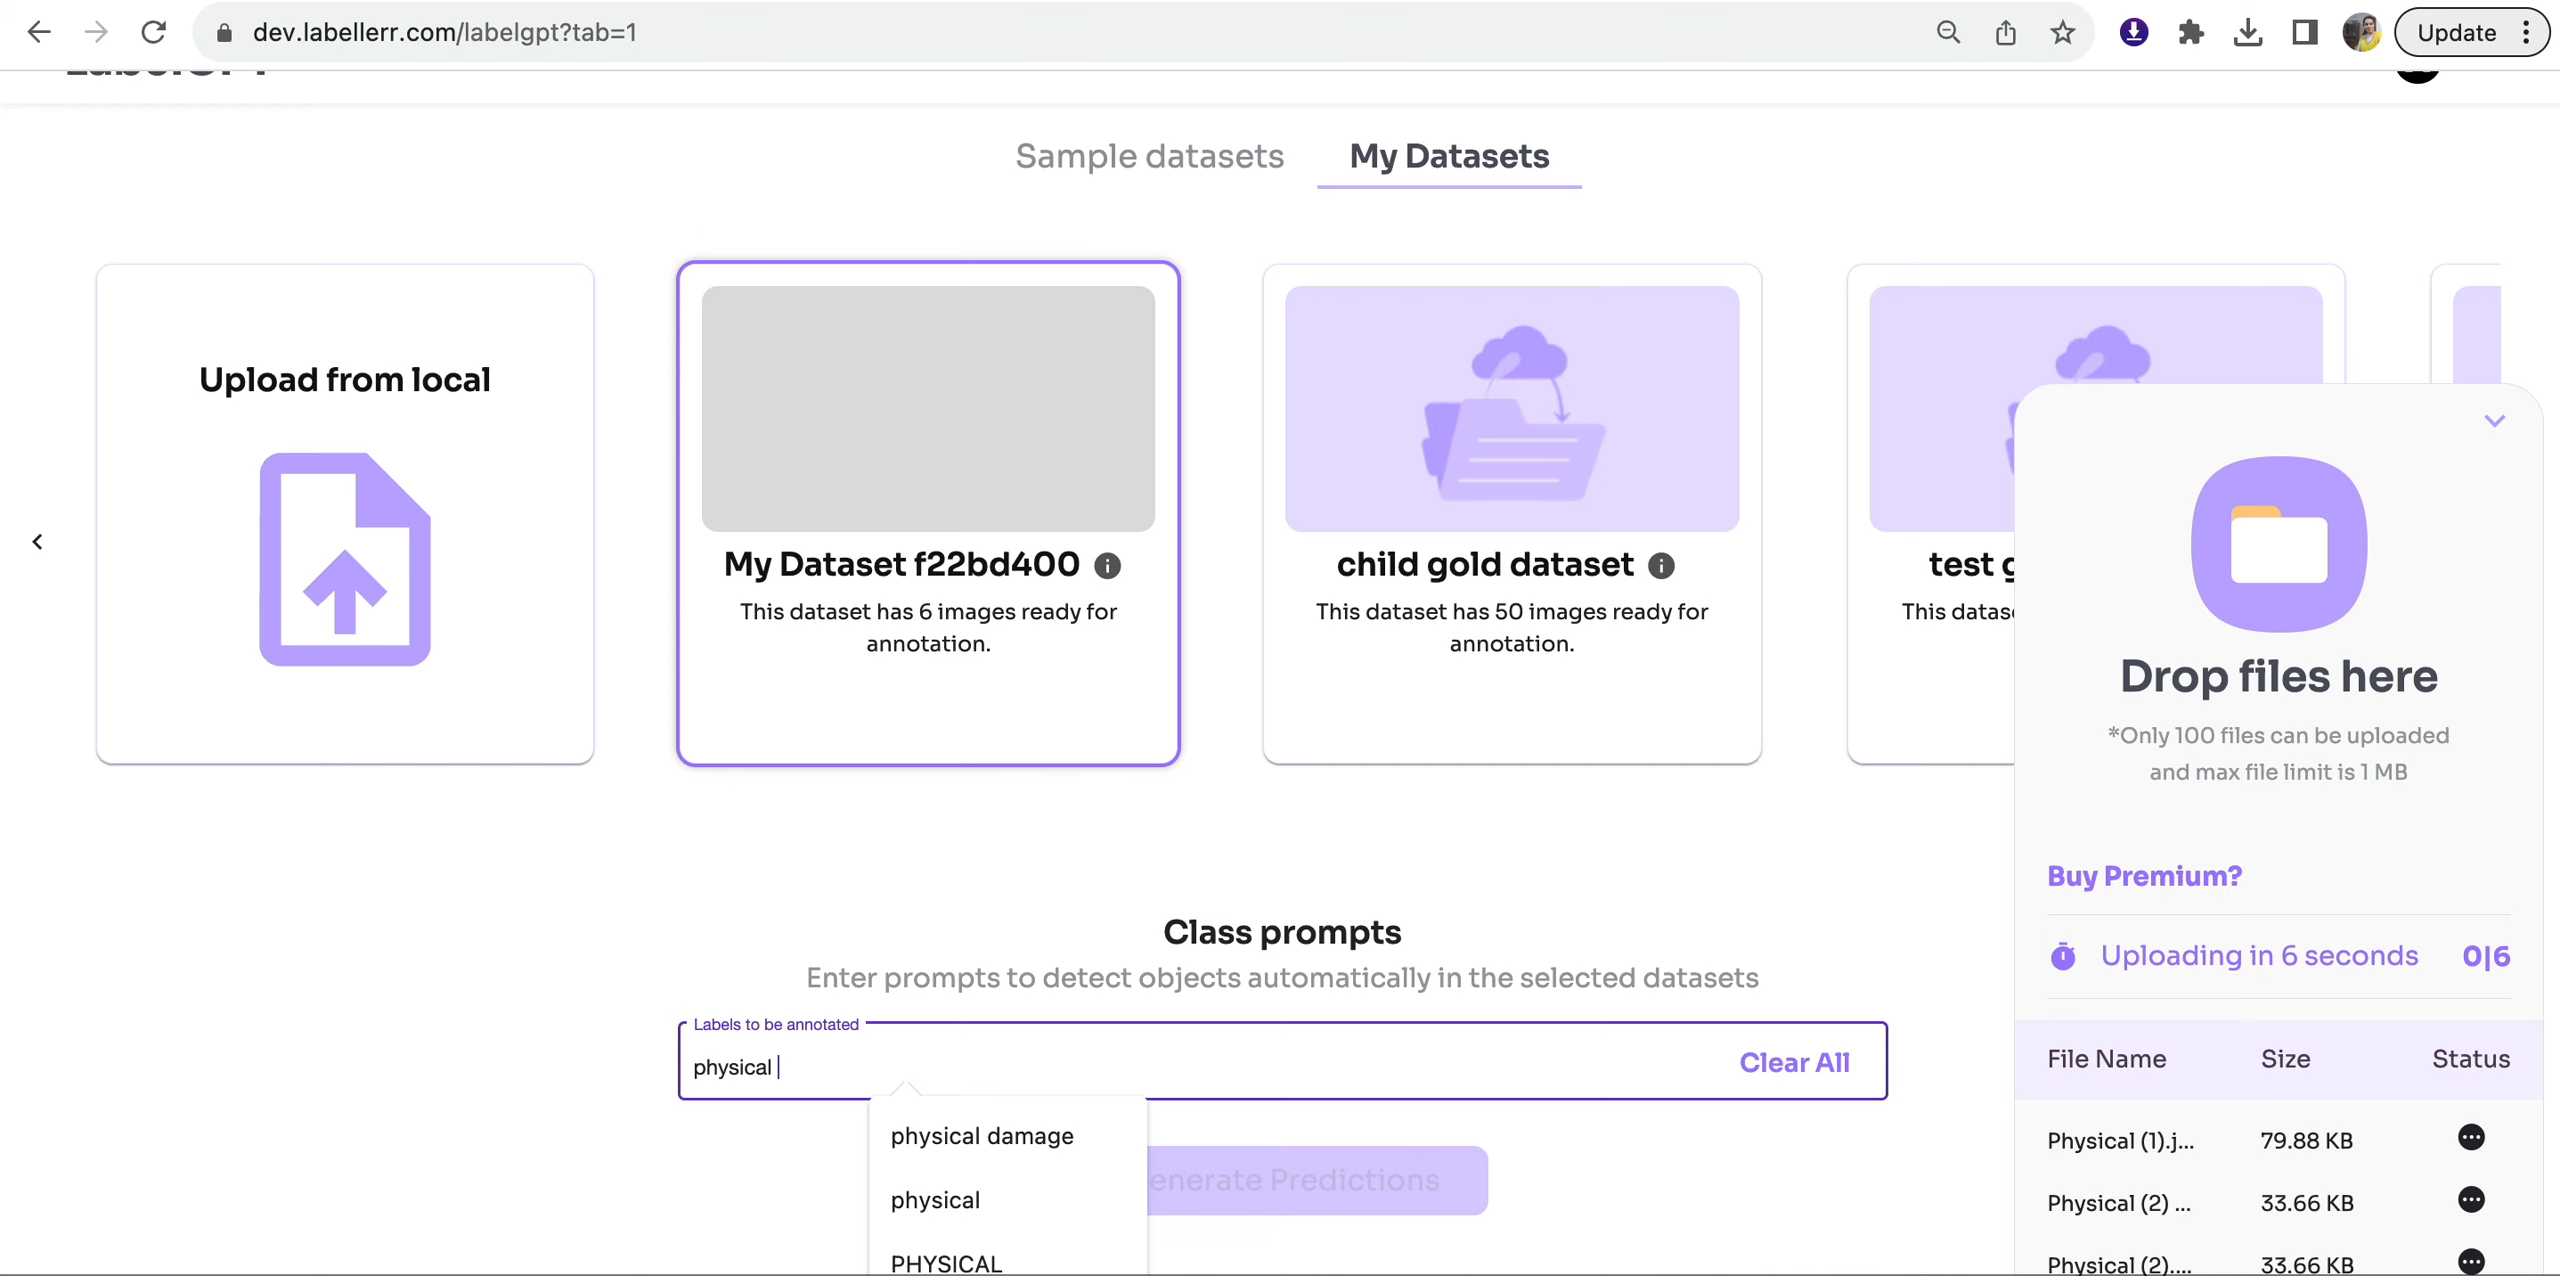 dev.labellerr.com/labelgpt?tab=1
Update
LabelGPT
Sample datasets
My Datasets
Upload from local
My Dataset f22bd400
This dataset has 6 images ready for
annotation.
child gold dataset
This dataset has 50 images ready for
annotation.
test g
This datas
Drop files here
*Only 100 files can be uploaded
and max file limit is 1 MB
Buy Premium?
Uploading in 6 seconds
0|6
File Name
Size
Status
Physical (1).j...
79.88 KB
Physical (2) ...
33.66 KB
Physical (2)....
33.66 KB
Class prompts
Enter prompts to detect objects automatically in the selected datasets
Labels to be annotated
physical
Clear All
physical damage
physical
PHYSICAL
enerate Predictions